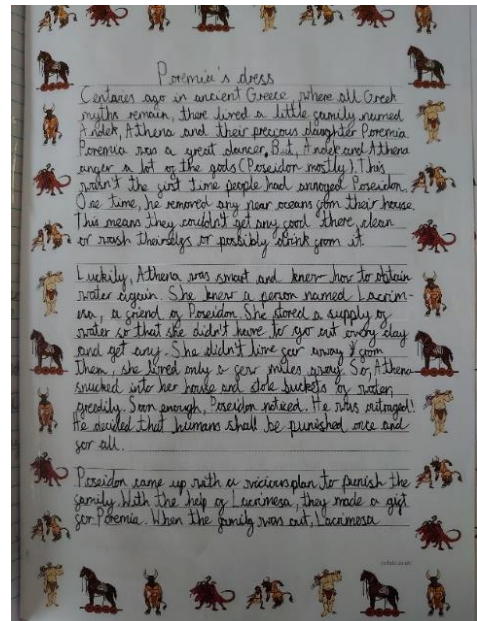 Poremia's dress
Centares ago in ancient Greece where all Greek
myths remain, there lived a little family named
Andek, Athena and their precious daughter Poremia.
Poremia was a great dancer. But, Andek and Athena
anger a lot of the gods (Poseidon mostly). This
wasn't the first time people had annoyed Poseidon.
One time, he removed any near oceans from their house.
This means they couldn't get any food there, clean
or wash theirselfs or possibly drink from it.
Luckily, Athena was smart and knew how to obtain
water again. She knew a person named Lacrim-
esa, a friend of Poseidon. She stored a supply of
water so that she didn't have to go out every day
and get any. She didn't live far away from
them, she lived only a few miles away. So, Athena
snucked into her house and stole buckets of water,
greedily. Soon enough, Poseidon noticed. He was outraged!
He decided that humans shall be punished once and
for all.
Poseidon came up with a vicious plan to punish the
family. With the help of Lacrimesa, they made a gift
for Poremia. When the family was out, Lacrimesa